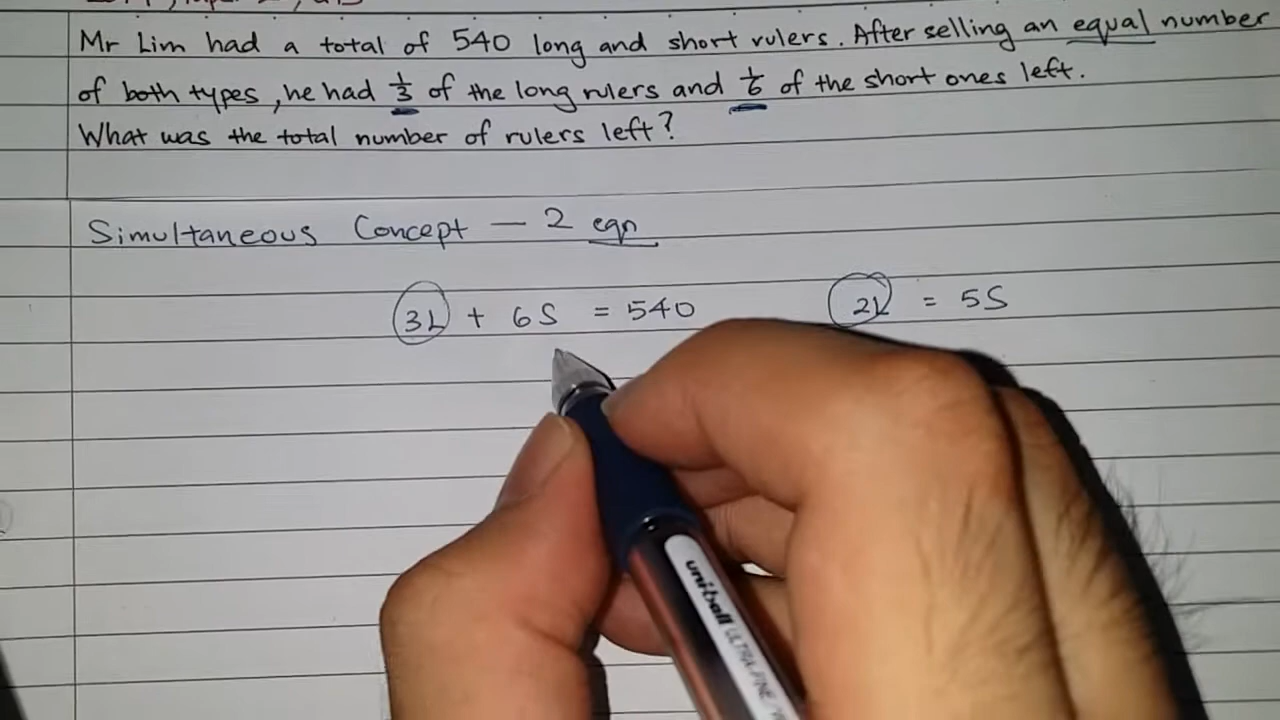 Mr Lim had a total of 540 long and short rulers. After selling an equal number
of both types, he had 1/3 of the long rulers and 1/6 of the short ones left.
What was the total number of rulers left?
Simultaneous Concept — 2 eqn
3L + 6S = 540 2L = 5S
uniball ULTRA FINE